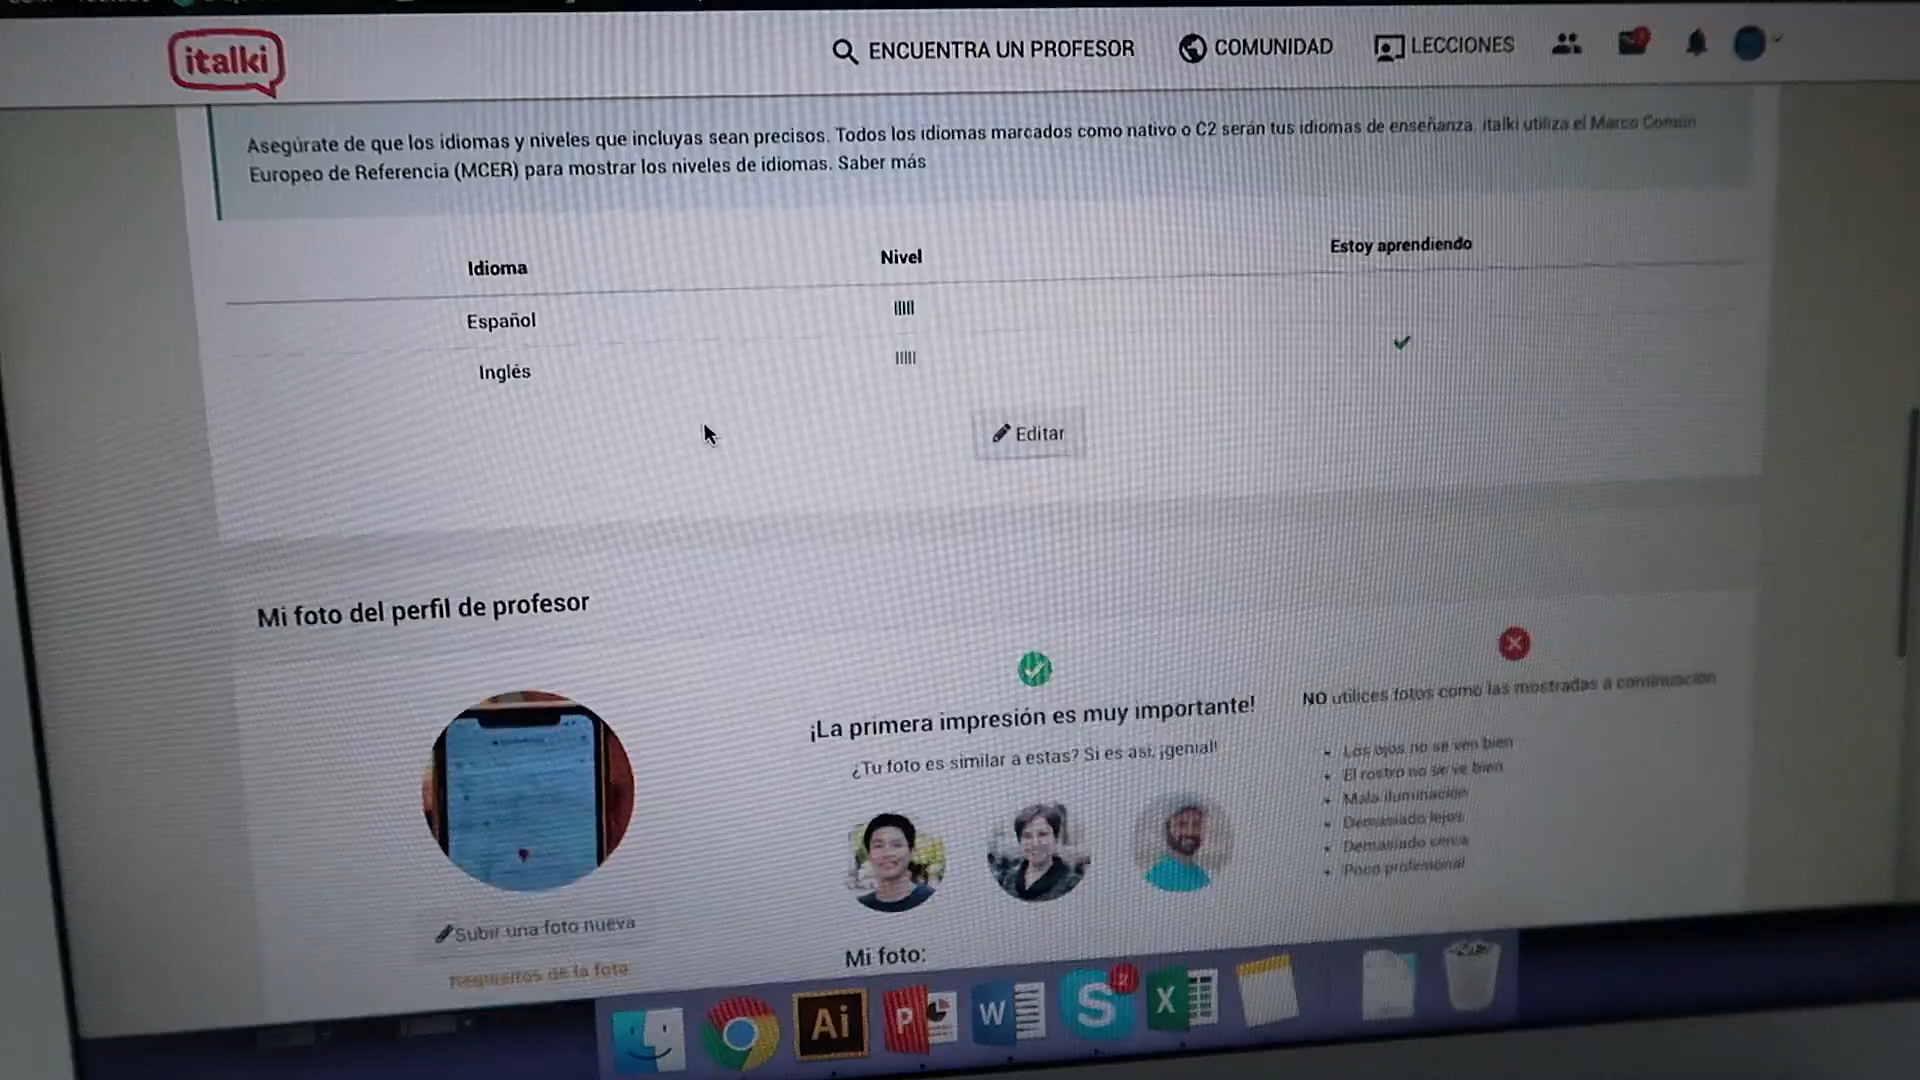 italki
ENCUENTRA UN PROFESOR
COMUNIDAD
LECCIONES
Asegúrate de que los idiomas y niveles que incluyas sean precisos. Todos los idiomas marcados como nativo o C2 serán tus idiomas de enseñanza. italki utiliza el Marco Común
Europeo de Referencia (MCER) para mostrar los niveles de idiomas. Saber más
Idioma
Nivel
Estoy aprendiendo
Español
Inglés
Editar
Mi foto del perfil de profesor
¡La primera impresión es muy importante!
¿Tu foto es similar a estas? Si es así, ¡genial!
NO utilices fotos como las mostradas a continuación
Los ojos no se ven bien
El rostro no se ve bien
Mala iluminación
Demasiado lejos
Demasiado cerca
Poco profesional
Subir una foto nueva
Requisitos de la foto
Mi foto:
Ai
P
W
S
2
X